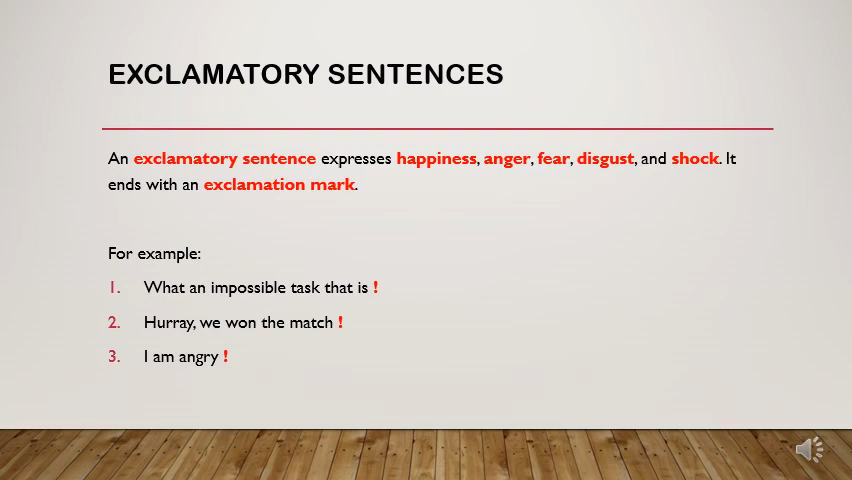 EXCLAMATORY SENTENCES
An exclamatory sentence expresses happiness, anger, fear, disgust, and shock. It
ends with an exclamation mark.
For example:
1. What an impossible task that is !
2. Hurray, we won the match !
3. I am angry !